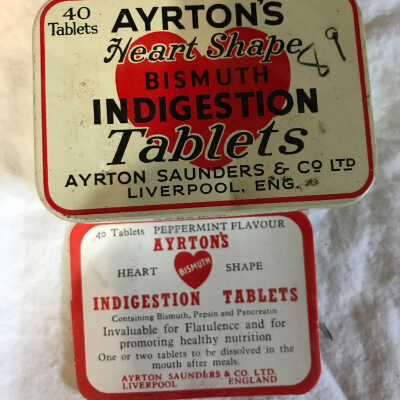 40
Tablets
AYRTON'S
Heart Shape
89
BISMUTH
INDIGESTION
Tablets
AYRTON SAUNDERS & Co LTD
LIVERPOOL, ENG.
40 Tablets PEPPERMINT FLAVOUR
AYRTON'S
HEART BISMUTH SHAPE
INDIGESTION TABLETS
Containing Bismuth, Pepsin and Pancreatin
Invaluable for Flatulence and for
promoting healthy nutrition
One or two tablets to be dissolved in the
mouth after meals.
AYRTON SAUNDERS & CO. LTD.
LIVERPOOL ENGLAND